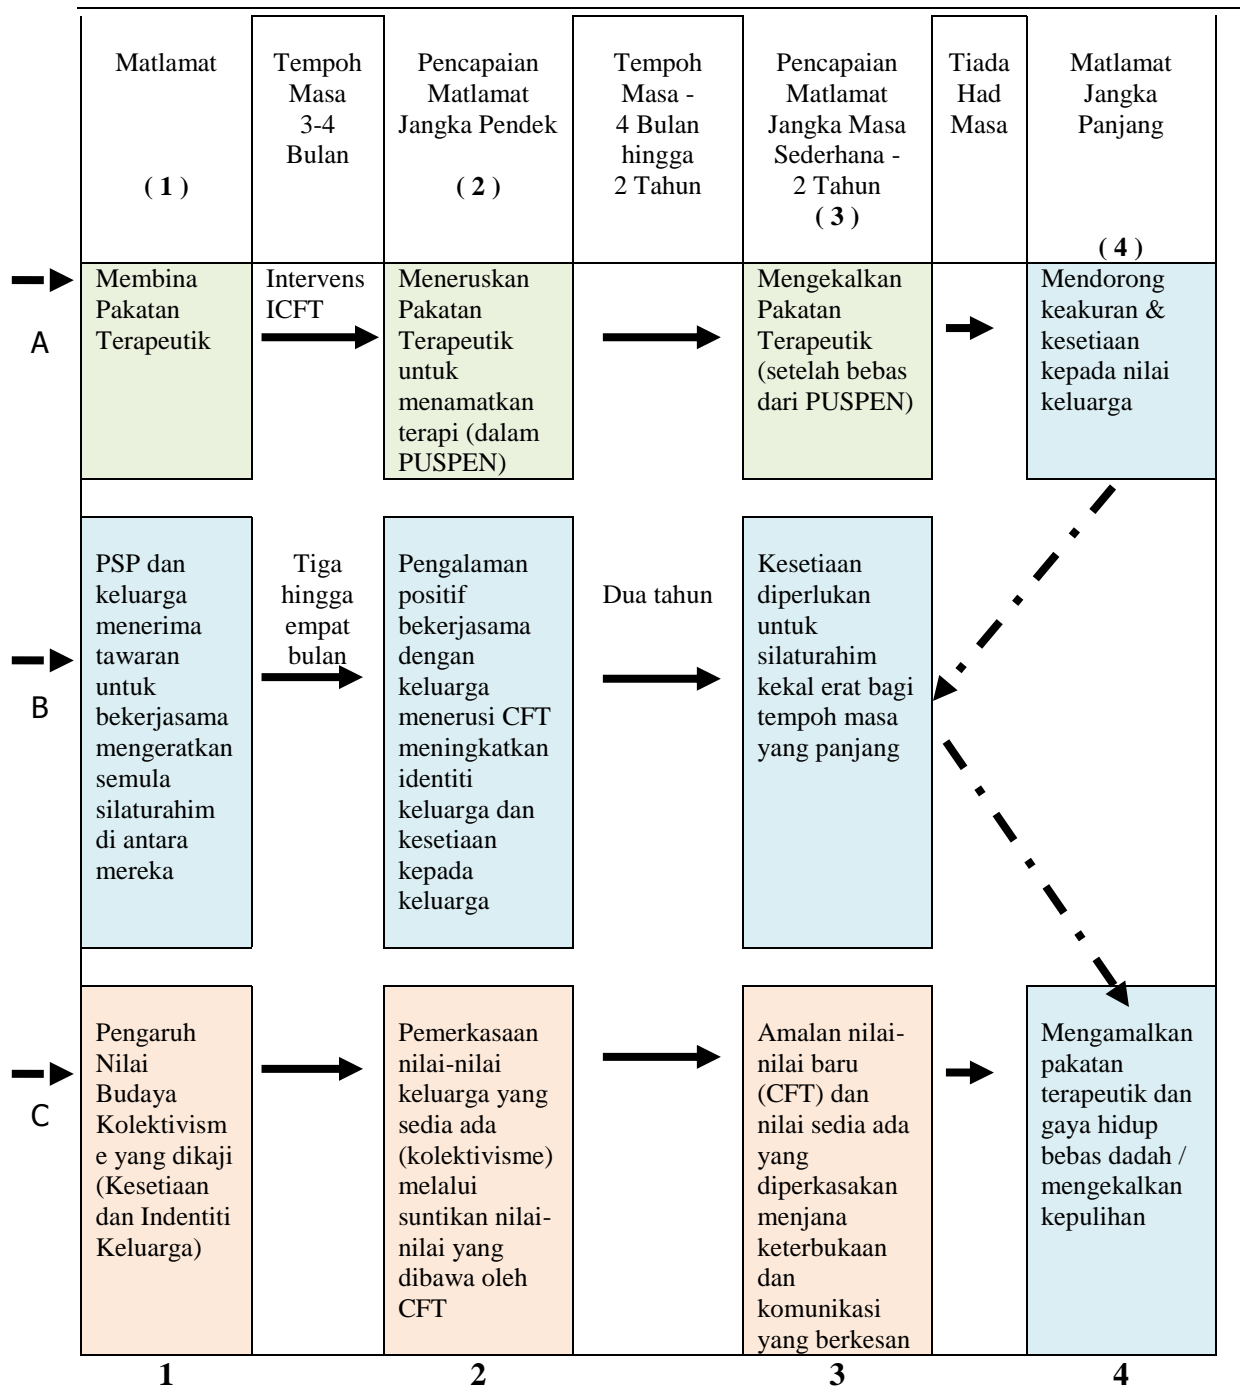 Matlamat
( 1 )
Tempoh
Masa
3-4
Bulan
Pencapaian
Matlamat
Jangka Pendek
( 2 )
Tempoh
Masa -
4 Bulan
hingga
2 Tahun
Pencapaian
Matlamat
Jangka Masa
Sederhana -
2 Tahun
( 3 )
Tiada
Had
Masa
Matlamat
Jangka
Panjang
( 4 )
A
Membina
Pakatan
Terapeutik
Intervens
ICFT
Meneruskan
Pakatan
Terapeutik
untuk
menamatkan
terapi (dalam
PUSPEN)
Mengekalkan
Pakatan
Terapeutik
(setelah bebas
dari PUSPEN)
Mendorong
keakuran &
kesetiaan
kepada nilai
keluarga
B
PSP dan
keluarga
menerima
tawaran
untuk
bekerjasama
mengeratkan
semula
silaturahim
di antara
mereka
Tiga
hingga
empat
bulan
Pengalaman
positif
bekerjasama
dengan
keluarga
menerusi CFT
meningkatkan
identiti
keluarga dan
kesetiaan
kepada
keluarga
Dua tahun
Kesetiaan
diperlukan
untuk
silaturahim
kekal erat bagi
tempoh masa
yang panjang
C
Pengaruh
Nilai
Budaya
Kolektivism
e yang dikaji
(Kesetiaan
dan Indentiti
Keluarga)
Pemerkasaan
nilai-nilai
keluarga yang
sedia ada
(kolektivisme)
melalui
suntikan nilai-
nilai yang
dibawa oleh
CFT
Amalan nilai-
nilai baru
(CFT) dan
nilai sedia ada
yang
diperkasakan
menjana
keterbukaan
dan
komunikasi
yang berkesan
Mengamalkan
pakatan
terapeutik dan
gaya hidup
bebas dadah /
mengekalkan
kepulihan
1
2
3
4